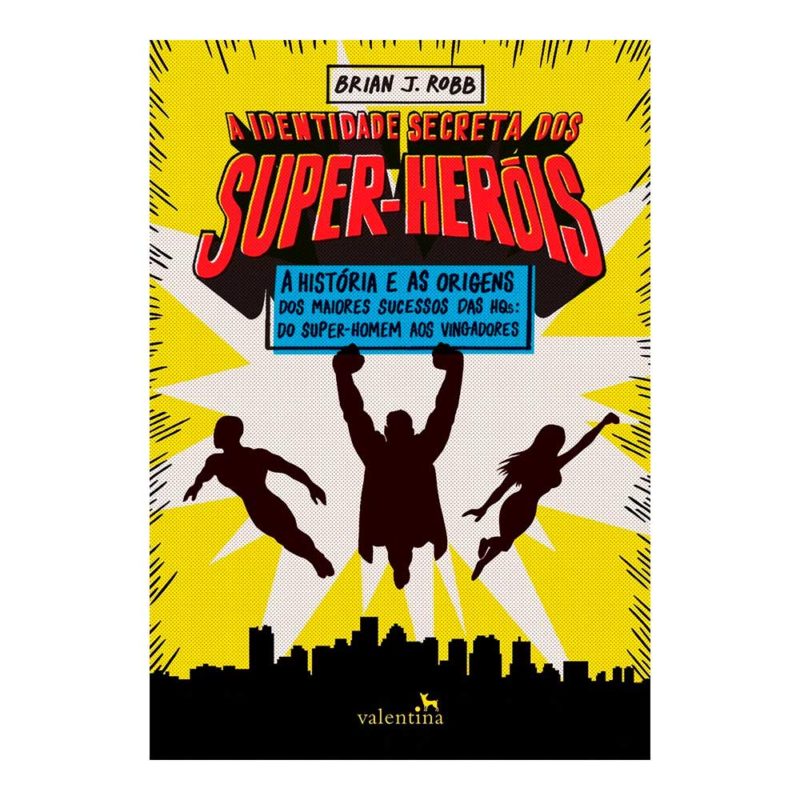 BRIAN J. ROBB
A IDENTIDADE SECRETA DOS
SUPER-HERÓIS
A HISTÓRIA E AS ORIGENS
DOS MAIORES SUCESSOS DAS HQs:
DO SUPER-HOMEM AOS VINGADORES
valentina